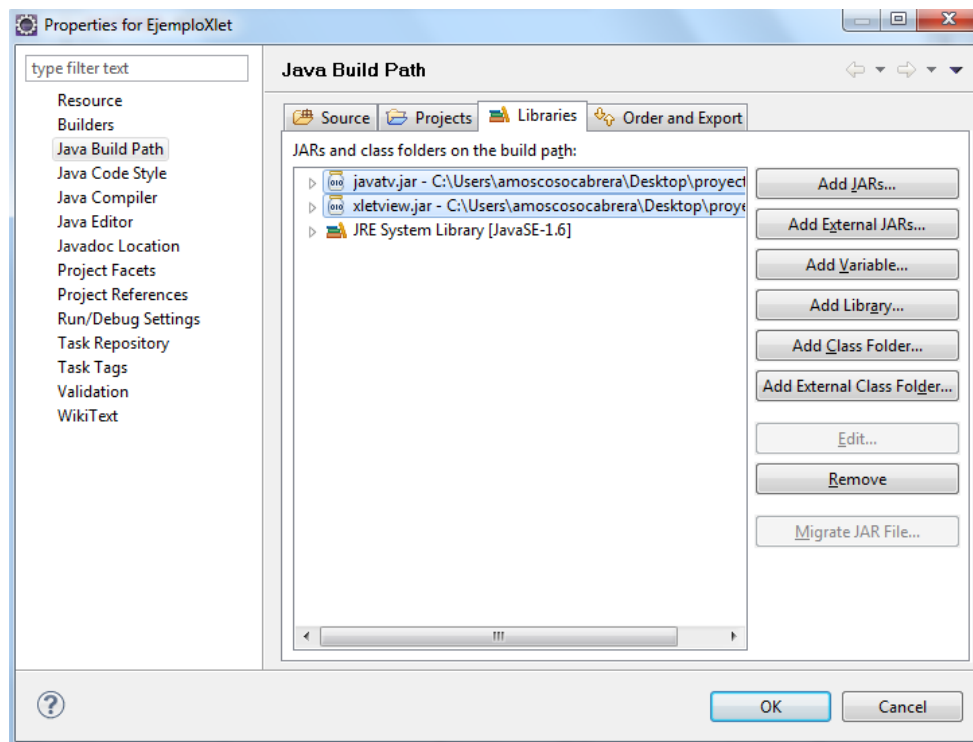 Properties for EjemploXlet
type filter text
Resource
Builders
Java Build Path
Java Code Style
Java Compiler
Java Editor
Javadoc Location
Project Facets
Project References
Run/Debug Settings
Task Repository
Task Tags
Validation
WikiText
Java Build Path
Source Projects Libraries Order and Export
JARs and class folders on the build path:
javatv.jar - C:\Users\amoscosocabrera\Desktop\proyect
xletview.jar - C:\Users\amoscosocabrera\Desktop\proye
JRE System Library [JavaSE-1.6]
Add JARs...
Add External JARs...
Add Variable...
Add Library...
Add Class Folder...
Add External Class Folder...
Edit...
Remove
Migrate JAR File...
OK Cancel